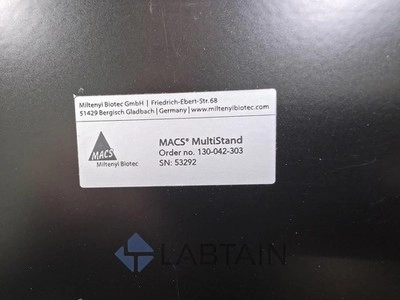 Miltenyi Biotec GmbH | Friedrich-Ebert-Str. 68
51429 Bergisch Gladbach | Germany | www.miltenyibiotec.com
MACS
Miltenyi Biotec
MACS® MultiStand
Order no. 130-042-303
SN: 53292
LABTAIN